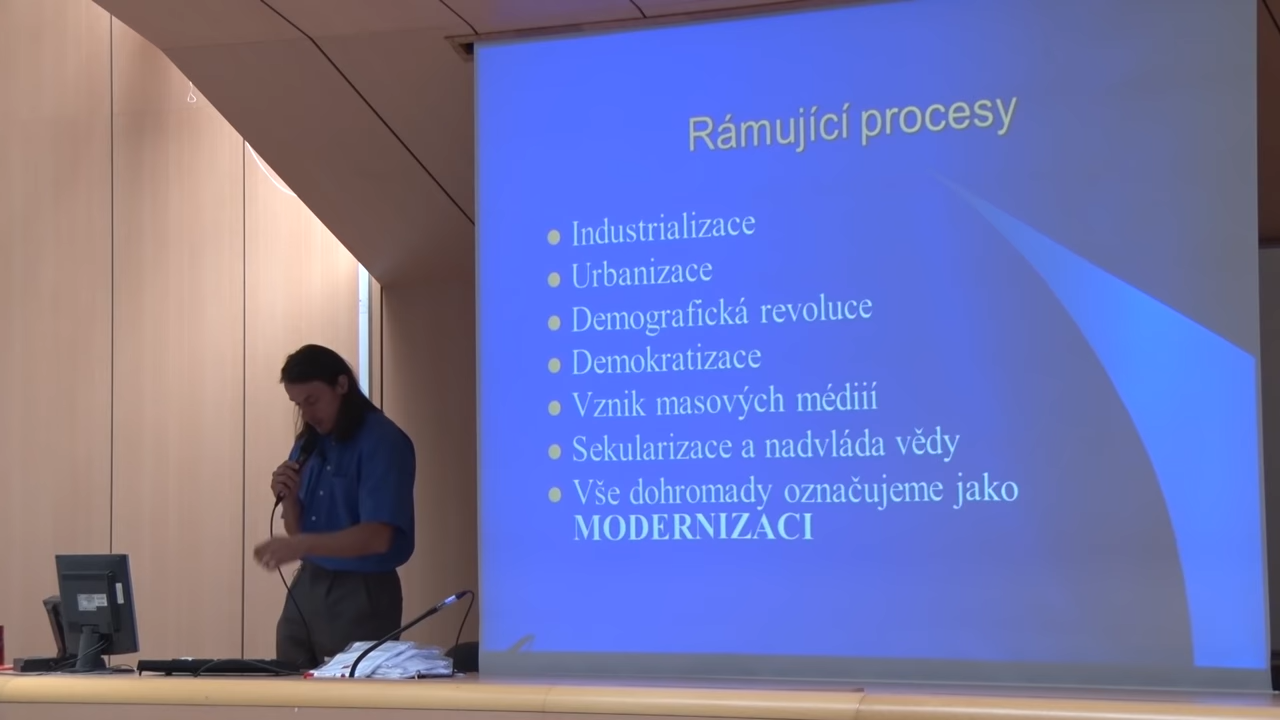 Rámující procesy
Industrializace
Urbanizace
Demografická revoluce
Demokratizace
Vznik masových médiií
Sekularizace a nadvláda vědy
Vše dohromady označujeme jako
MODERNIZACI